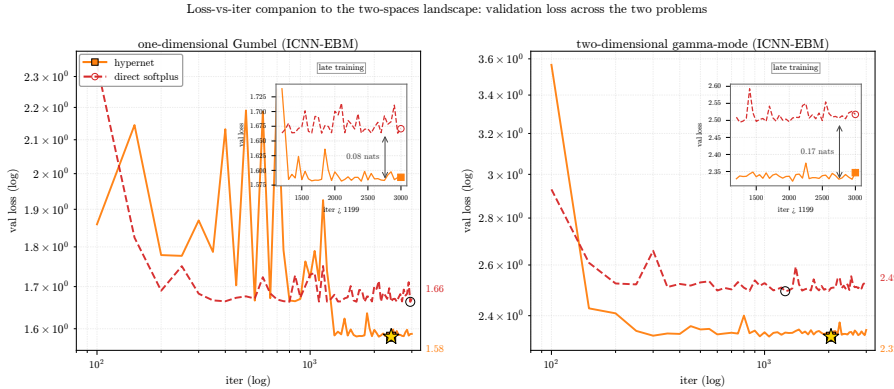 Loss-vs-iter companion to the two-spaces landscape: validation loss across the two problems
one-dimensional Gumbel (ICNN-EBM)
hypernet
direct softplus
val loss (log)
2.3 × 10⁰
2.2 × 10⁰
2.1 × 10⁰
2 × 10⁰
1.9 × 10⁰
1.8 × 10⁰
1.7 × 10⁰
1.6 × 10⁰
10²
10³
iter (log)
1.66
1.58
late training
val loss
1.725
1.700
1.675
1.650
1.625
1.600
1.575
0.08 nats
1500
2000
2500
3000
iter ¿ 1199
two-dimensional gamma-mode (ICNN-EBM)
val loss (log)
3.6 × 10⁰
3.4 × 10⁰
3.2 × 10⁰
3 × 10⁰
2.9 × 10⁰
2.8 × 10⁰
2.7 × 10⁰
2.6 × 10⁰
2.5 × 10⁰
2.4 × 10⁰
10²
10³
iter (log)
late training
val loss
2.60
2.55
2.50
2.45
2.40
2.35
0.17 nats
1500
2000
2500
3000
iter ¿ 1199